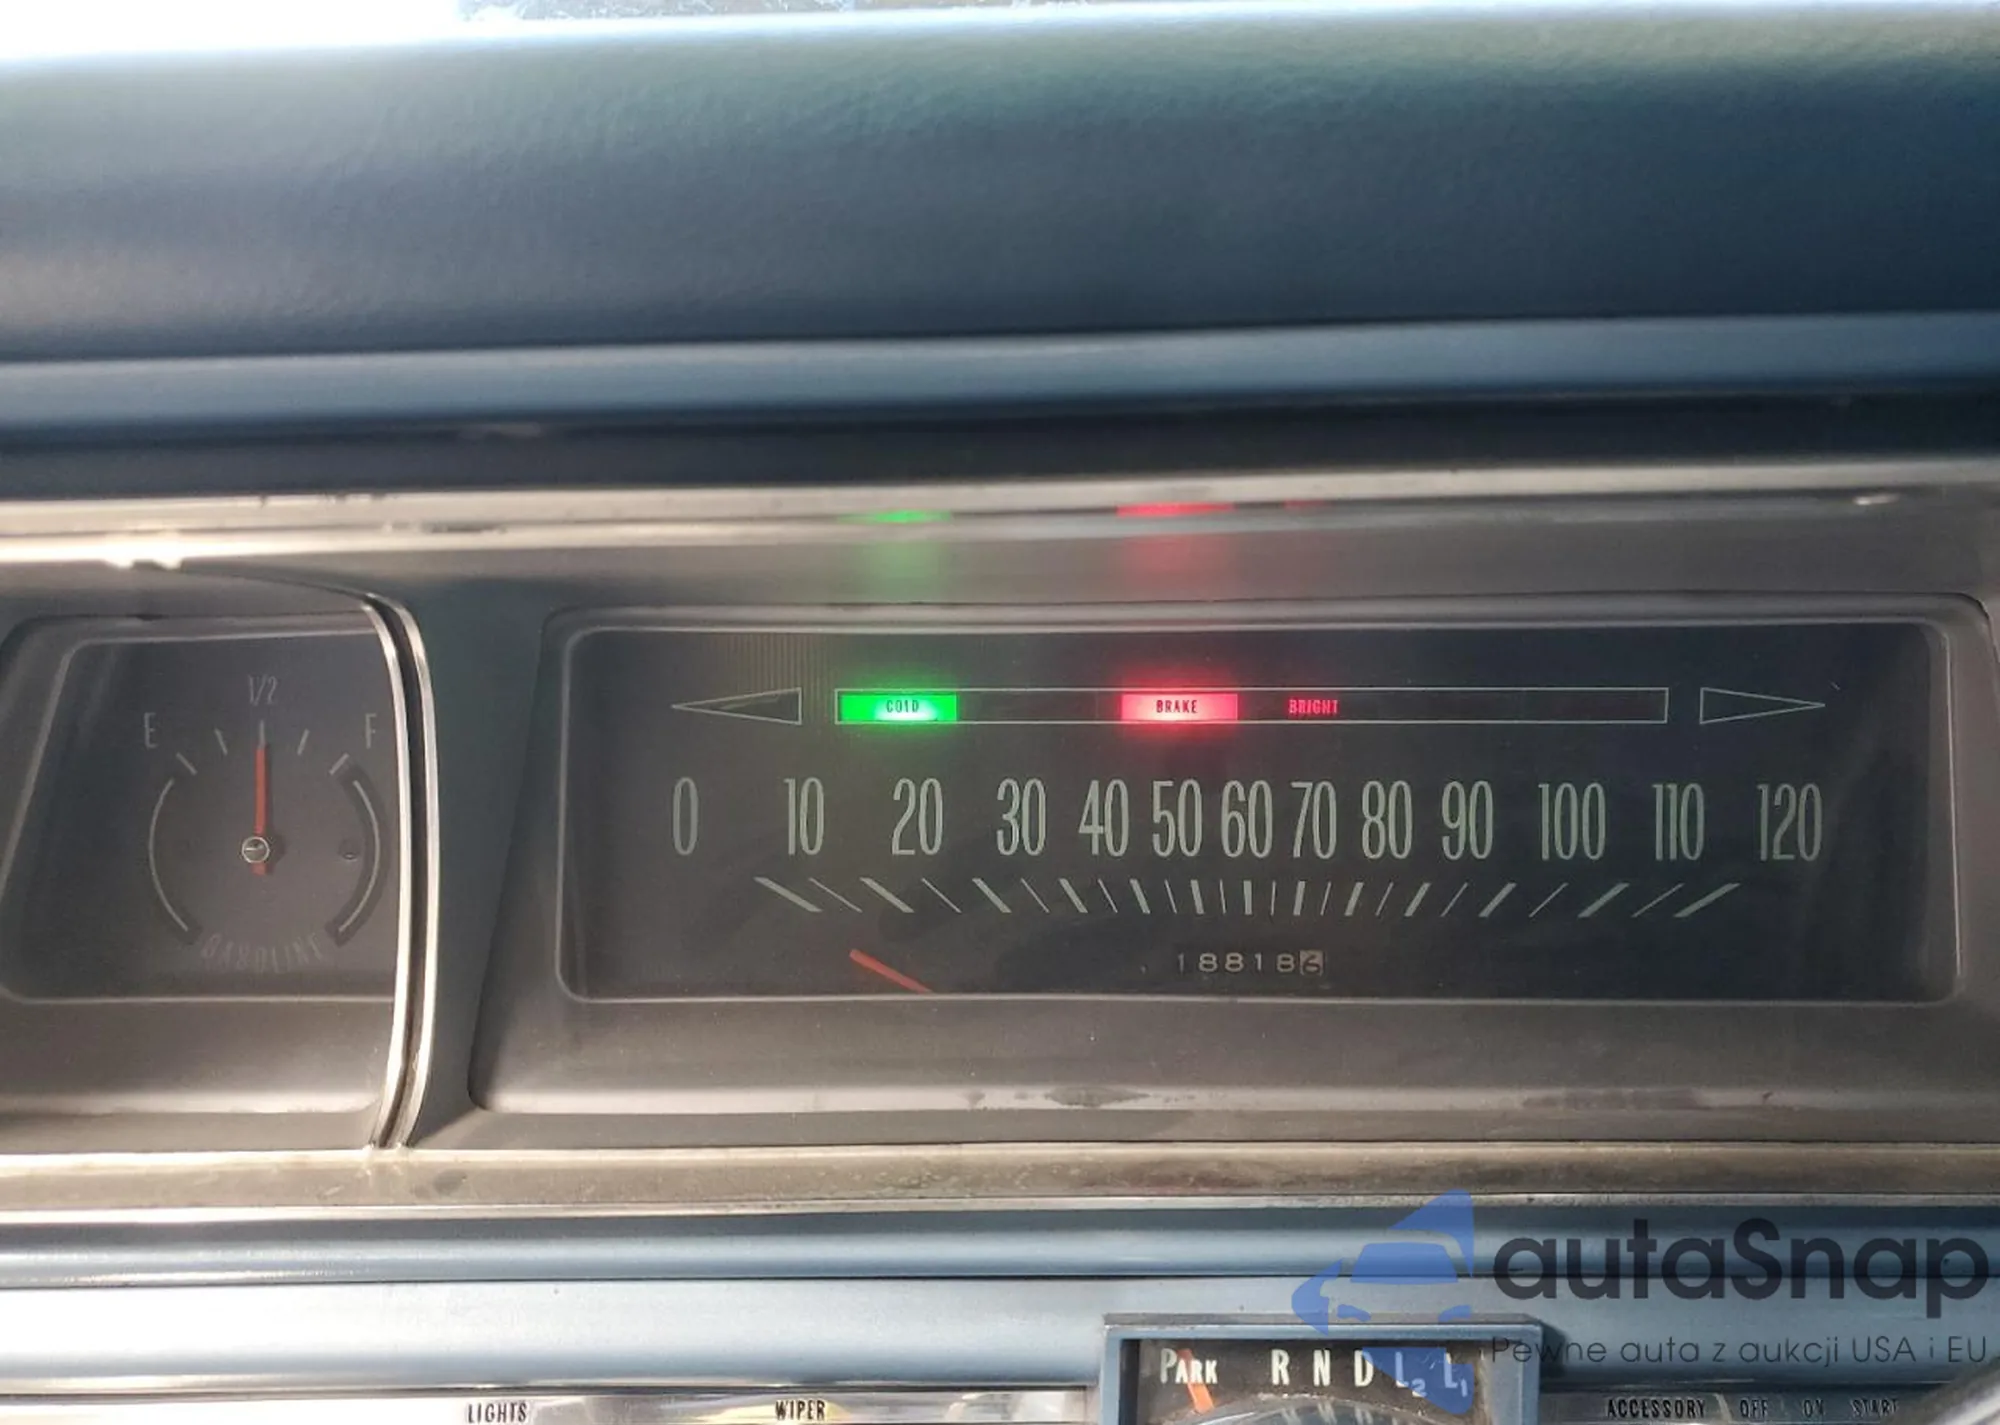 1/2
E F
GASOLINE
COLD BRAKE BRIGHT
0 10 20 30 40 50 60 70 80 90 100 110 120
188186
autaSnap
Pewne auta z aukcji USA i EU
PARK R N D L2 L1
LIGHTS WIPER ACCESSORY OFF ON START